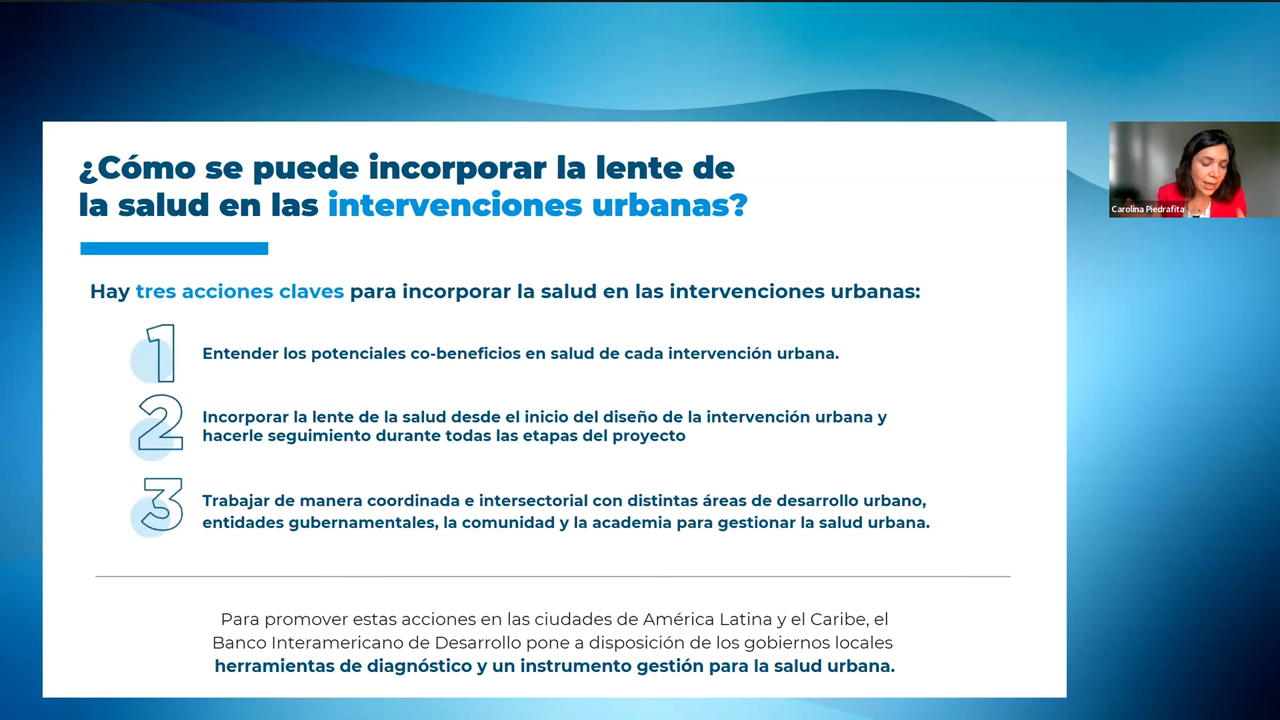 ¿Cómo se puede incorporar la lente de
la salud en las intervenciones urbanas?
Hay tres acciones claves para incorporar la salud en las intervenciones urbanas:
1
Entender los potenciales co-beneficios en salud de cada intervención urbana.
2
Incorporar la lente de la salud desde el inicio del diseño de la intervención urbana y
hacerle seguimiento durante todas las etapas del proyecto
3
Trabajar de manera coordinada e intersectorial con distintas áreas de desarrollo urbano,
entidades gubernamentales, la comunidad y la academia para gestionar la salud urbana.
Para promover estas acciones en las ciudades de América Latina y el Caribe, el
Banco Interamericano de Desarrollo pone a disposición de los gobiernos locales
herramientas de diagnóstico y un instrumento gestión para la salud urbana.
Carolina Piedrafita